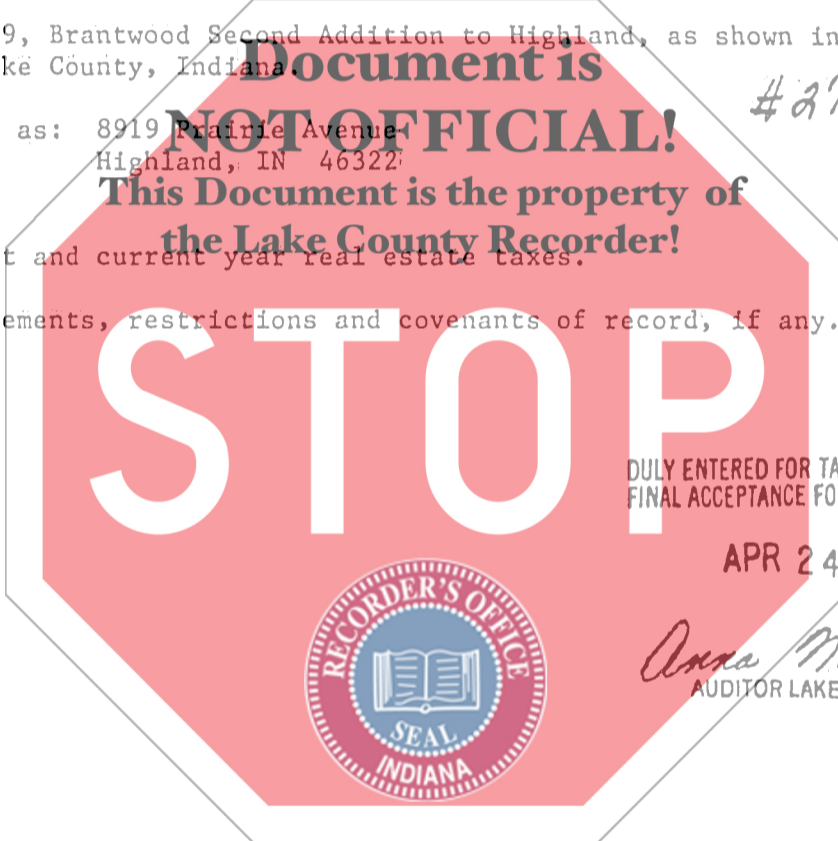 9, Brantwood Second Addition to Highland, as shown in
ke County, Indiana.
Document is
NOT OFFICIAL!
This Document is the property of
the Lake County Recorder!
#27
as: 8919 Prairie Avenue
Highland, IN 46322
t and current year real estate taxes.
ements, restrictions and covenants of record, if any.
STOP
DULY ENTERED FOR TA
FINAL ACCEPTANCE FO
APR 24
Anna M
AUDITOR LAKE
RECORDER'S OFFICE
SEAL
INDIANA